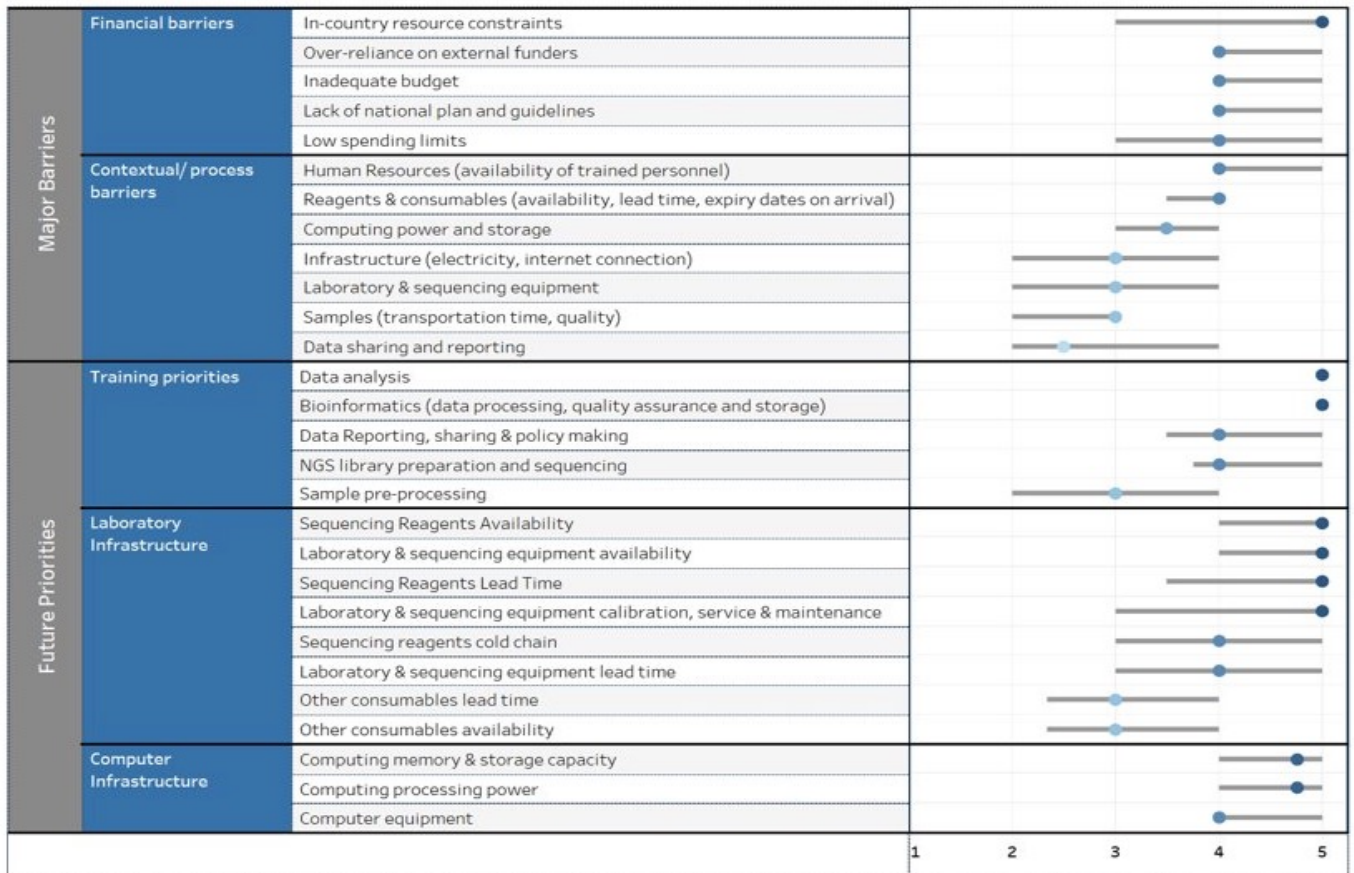 Major Barriers
Financial barriers
In-country resource constraints
Over-reliance on external funders
Inadequate budget
Lack of national plan and guidelines
Low spending limits
Contextual/ process
barriers
Human Resources (availability of trained personnel)
Reagents & consumables (availability, lead time, expiry dates on arrival)
Computing power and storage
Infrastructure (electricity, internet connection)
Laboratory & sequencing equipment
Samples (transportation time, quality)
Data sharing and reporting
Future Priorities
Training priorities
Data analysis
Bioinformatics (data processing, quality assurance and storage)
Data Reporting, sharing & policy making
NGS library preparation and sequencing
Sample pre-processing
Laboratory
Infrastructure
Sequencing Reagents Availability
Laboratory & sequencing equipment availability
Sequencing Reagents Lead Time
Laboratory & sequencing equipment calibration, service & maintenance
Sequencing reagents cold chain
Laboratory & sequencing equipment lead time
Other consumables lead time
Other consumables availability
Computer
Infrastructure
Computing memory & storage capacity
Computing processing power
Computer equipment
1 2 3 4 5